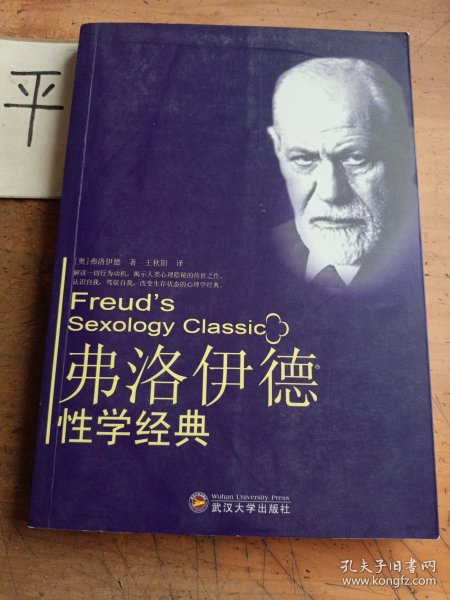 平
[奥]弗洛伊德 著 王秋阳 译
解读一切行为动机,揭示人类心理隐秘的传世之作。
认识自我,驾驭自我,改变生存状态的心理学经典。
Freud's
Sexology Classic
弗洛伊德
性学经典
Wuhan University Press
武汉大学出版社
孔夫子旧书网
www.kongfz.com